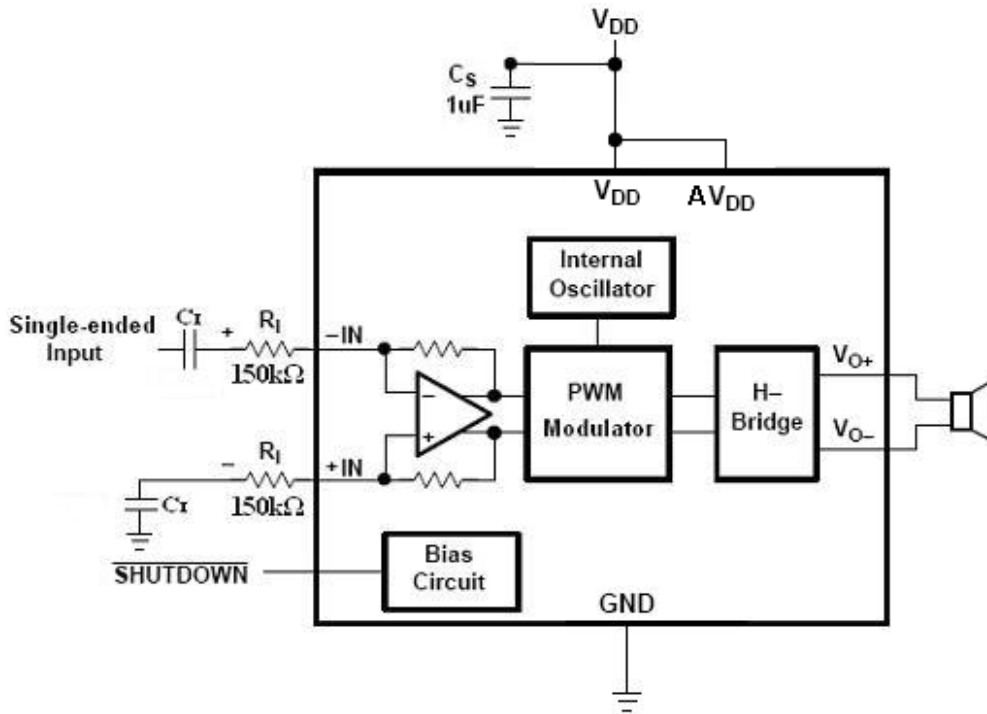 VDD
CS
1uF
VDD
AVDD
Internal
Oscillator
Single-ended
Input
CI
+
RI
150kΩ
−IN
−
+
PWM
Modulator
H−
Bridge
VO+
VO−
−
RI
150kΩ
+IN
CI
SHUTDOWN
Bias
Circuit
GND